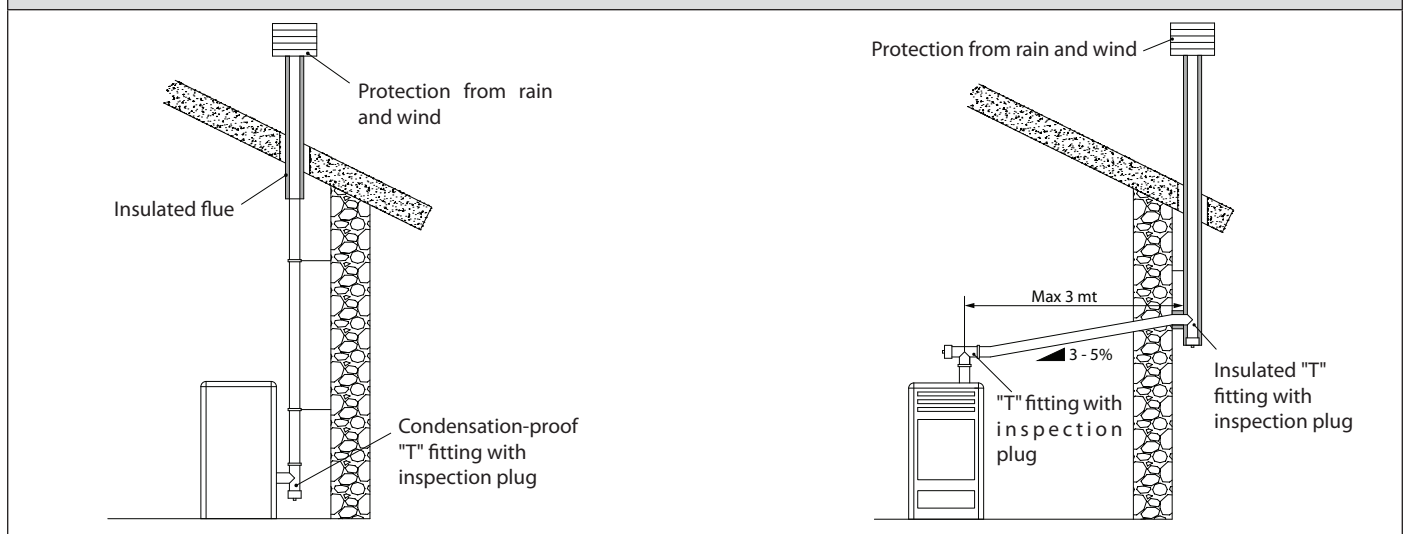 Protection from rain
and wind
Insulated flue
Condensation-proof
"T" fitting with
inspection plug
Protection from rain and wind
Max 3 mt
3 - 5%
"T" fitting with
inspection
plug
Insulated "T"
fitting with
inspection plug